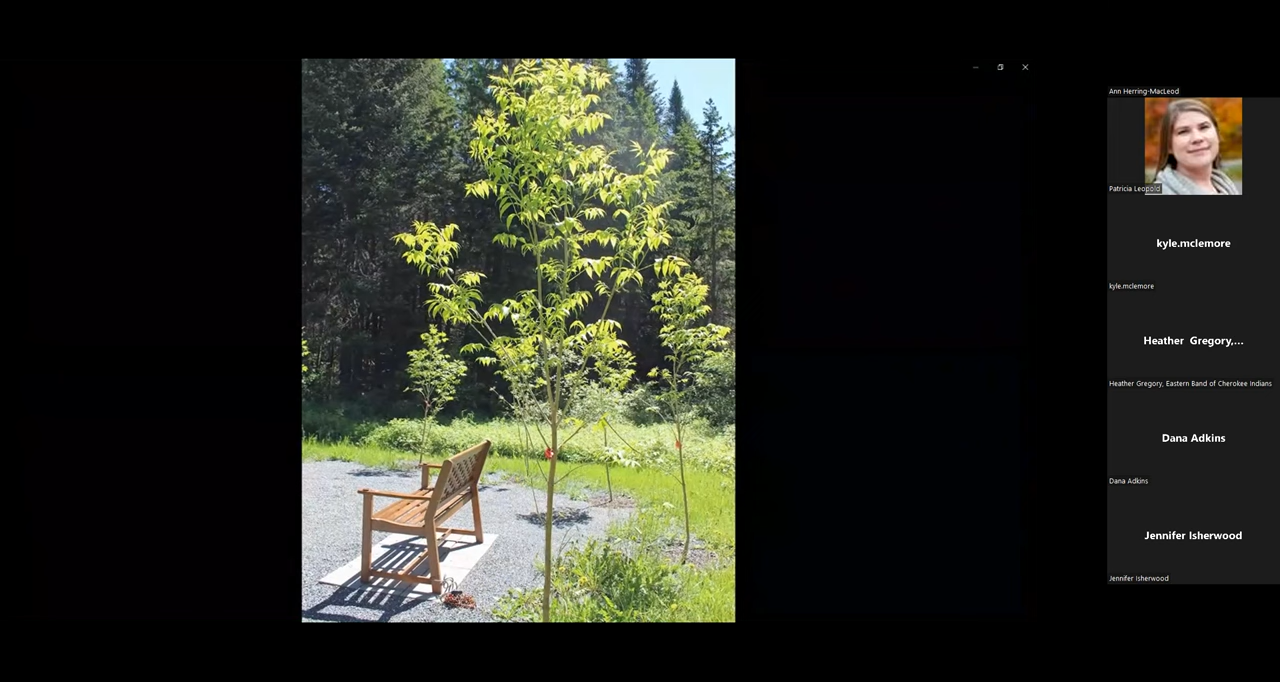 Ann Herring-MacLeod
Patricia Leopold
kyle.mclemore
kyle.mclemore
Heather Gregory,...
Heather Gregory, Eastern Band of Cherokee Indians
Dana Adkins
Dana Adkins
Jennifer Isherwood
Jennifer Isherwood